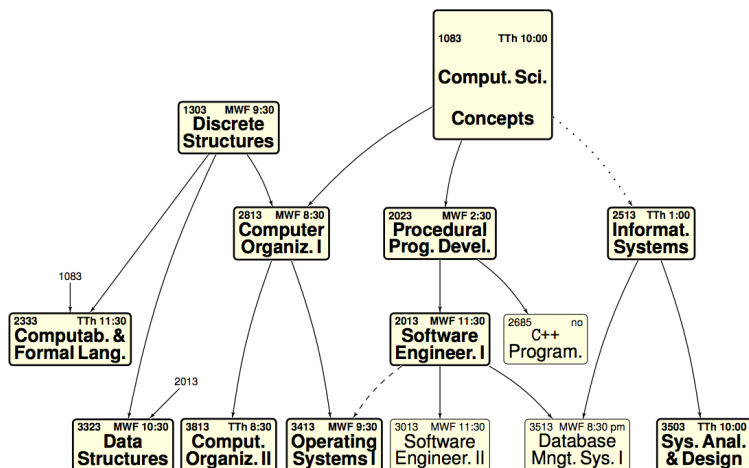 1083 TTh 10:00
Comput. Sci.
Concepts
1303 MWF 9:30
Discrete
Structures
2813 MWF 8:30
Computer
Organiz. I
2023 MWF 2:30
Procedural
Prog. Devel.
2513 TTh 1:00
Informat.
Systems
1083
2333 TTh 11:30
Computab. &
Formal Lang.
2013 MWF 11:30
Software
Engineer. I
2685 no
C++
Program.
2013
3323 MWF 10:30
Data
Structures
3813 TTh 8:30
Comput.
Organiz. II
3413 MWF 9:30
Operating
Systems I
3013 MWF 11:30
Software
Engineer. II
3513 MWF 8:30 pm
Database
Mngt. Sys. I
3503 TTh 10:00
Sys. Anal.
& Design